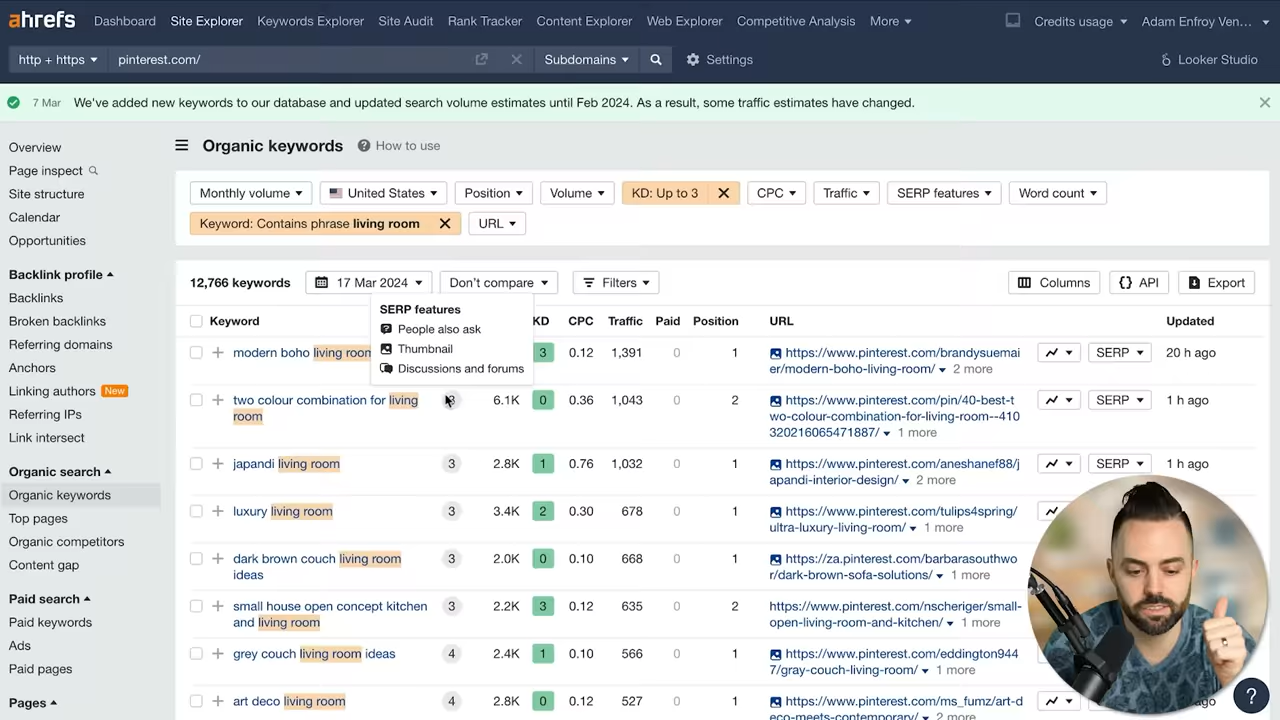 ahrefs Dashboard Site Explorer Keywords Explorer Site Audit Rank Tracker Content Explorer Web Explorer Competitive Analysis More Credits usage Adam Enfroy Ven...
http + https pinterest.com/ Subdomains Settings Looker Studio
7 Mar We've added new keywords to our database and updated search volume estimates until Feb 2024. As a result, some traffic estimates have changed.
Overview
Page inspect
Site structure
Calendar
Opportunities
Backlink profile
Backlinks
Broken backlinks
Referring domains
Anchors
Linking authors New
Referring IPs
Link intersect
Organic search
Organic keywords
Top pages
Organic competitors
Content gap
Paid search
Paid keywords
Ads
Paid pages
Pages
Organic keywords ? How to use
Monthly volume United States Position Volume KD: Up to 3 CPC Traffic SERP features Word count
Keyword: Contains phrase living room URL
12,766 keywords 17 Mar 2024 Don't compare Filters Columns API Export
SERP features
People also ask
Thumbnail
Discussions and forums
Keyword KD CPC Traffic Paid Position URL Updated
modern boho living room 3 0.12 1,391 0 1 https://www.pinterest.com/brandysuemai SERP 20 h ago
er/modern-boho-living-room/ 2 more
two colour combination for living 6.1K 0 0.36 1,043 0 2 https://www.pinterest.com/pin/40-best-t SERP 1 h ago
room wo-colour-combination-for-living-room--410
320216065471887/ 1 more
japandi living room 3 2.8K 1 0.76 1,032 0 1 https://www.pinterest.com/aneshanef88/j SERP 1 h ago
apandi-interior-design/ 2 more
luxury living room 3 3.4K 2 0.30 678 0 1 https://www.pinterest.com/tulips4spring/
ultra-luxury-living-room/ 1 more
dark brown couch living room 3 2.0K 0 0.10 668 0 1 https://za.pinterest.com/barbarasouthwo
ideas r/dark-brown-sofa-solutions/ 1 more
small house open concept kitchen 3 2.2K 3 0.12 635 0 2 https://www.pinterest.com/nscheriger/small-
and living room open-living-room-and-kitchen/ 1 more
grey couch living room ideas 4 2.4K 1 0.10 566 0 1 https://www.pinterest.com/eddington944
7/gray-couch-living-room/ 1 more
art deco living room 4 2.8K 0 0.12 527 0 1 https://www.pinterest.com/ms_fumz/art-d ago
eco-meets-contemporary/ 2 more
?